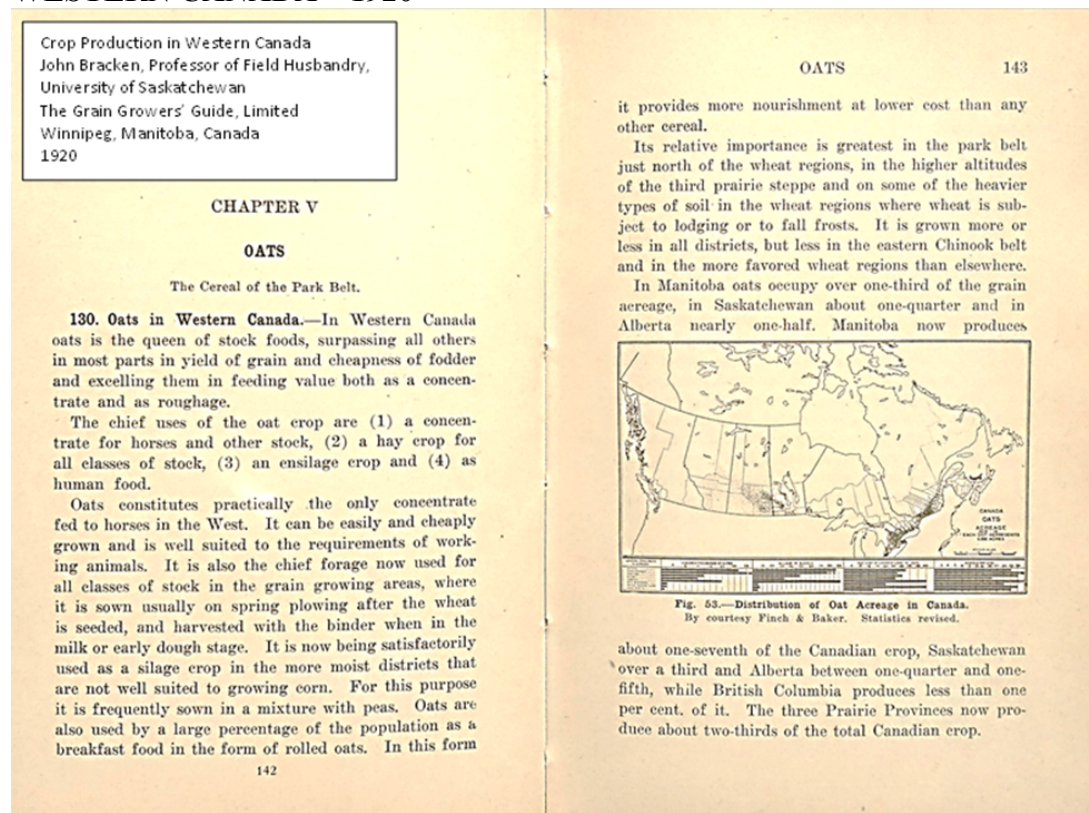 WESTERN CANADA – 1920
Crop Production in Western Canada
John Bracken, Professor of Field Husbandry,
University of Saskatchewan
The Grain Growers' Guide, Limited
Winnipeg, Manitoba, Canada
1920
CHAPTER V
OATS
The Cereal of the Park Belt.
130. Oats in Western Canada.—In Western Canada
oats is the queen of stock foods, surpassing all others
in most parts in yield of grain and cheapness of fodder
and excelling them in feeding value both as a concen-
trate and as roughage.
The chief uses of the oat crop are (1) a concen-
trate for horses and other stock, (2) a hay crop for
all classes of stock, (3) an ensilage crop and (4) as
human food.
Oats constitutes practically the only concentrate
fed to horses in the West. It can be easily and cheaply
grown and is well suited to the requirements of work-
ing animals. It is also the chief forage now used for
all classes of stock in the grain growing areas, where
it is sown usually on spring plowing after the wheat
is seeded, and harvested with the binder when in the
milk or early dough stage. It is now being satisfactorily
used as a silage crop in the more moist districts that
are not well suited to growing corn. For this purpose
it is frequently sown in a mixture with peas. Oats are
also used by a large percentage of the population as a
breakfast food in the form of rolled oats. In this form
142
OATS 143
it provides more nourishment at lower cost than any
other cereal.
Its relative importance is greatest in the park belt
just north of the wheat regions, in the higher altitudes
of the third prairie steppe and on some of the heavier
types of soil in the wheat regions where wheat is sub-
ject to lodging or to fall frosts. It is grown more or
less in all districts, but less in the eastern Chinook belt
and in the more favored wheat regions than elsewhere.
In Manitoba oats occupy over one-third of the grain
acreage, in Saskatchewan about one-quarter and in
Alberta nearly one-half. Manitoba now produces
CANADA
OATS
ACREAGE
EACH DOT REPRESENTS
Fig. 53.—Distribution of Oat Acreage in Canada.
By courtesy Finch & Baker. Statistics revised.
about one-seventh of the Canadian crop, Saskatchewan
over a third and Alberta between one-quarter and one-
fifth, while British Columbia produces less than one
per cent. of it. The three Prairie Provinces now pro-
duce about two-thirds of the total Canadian crop.